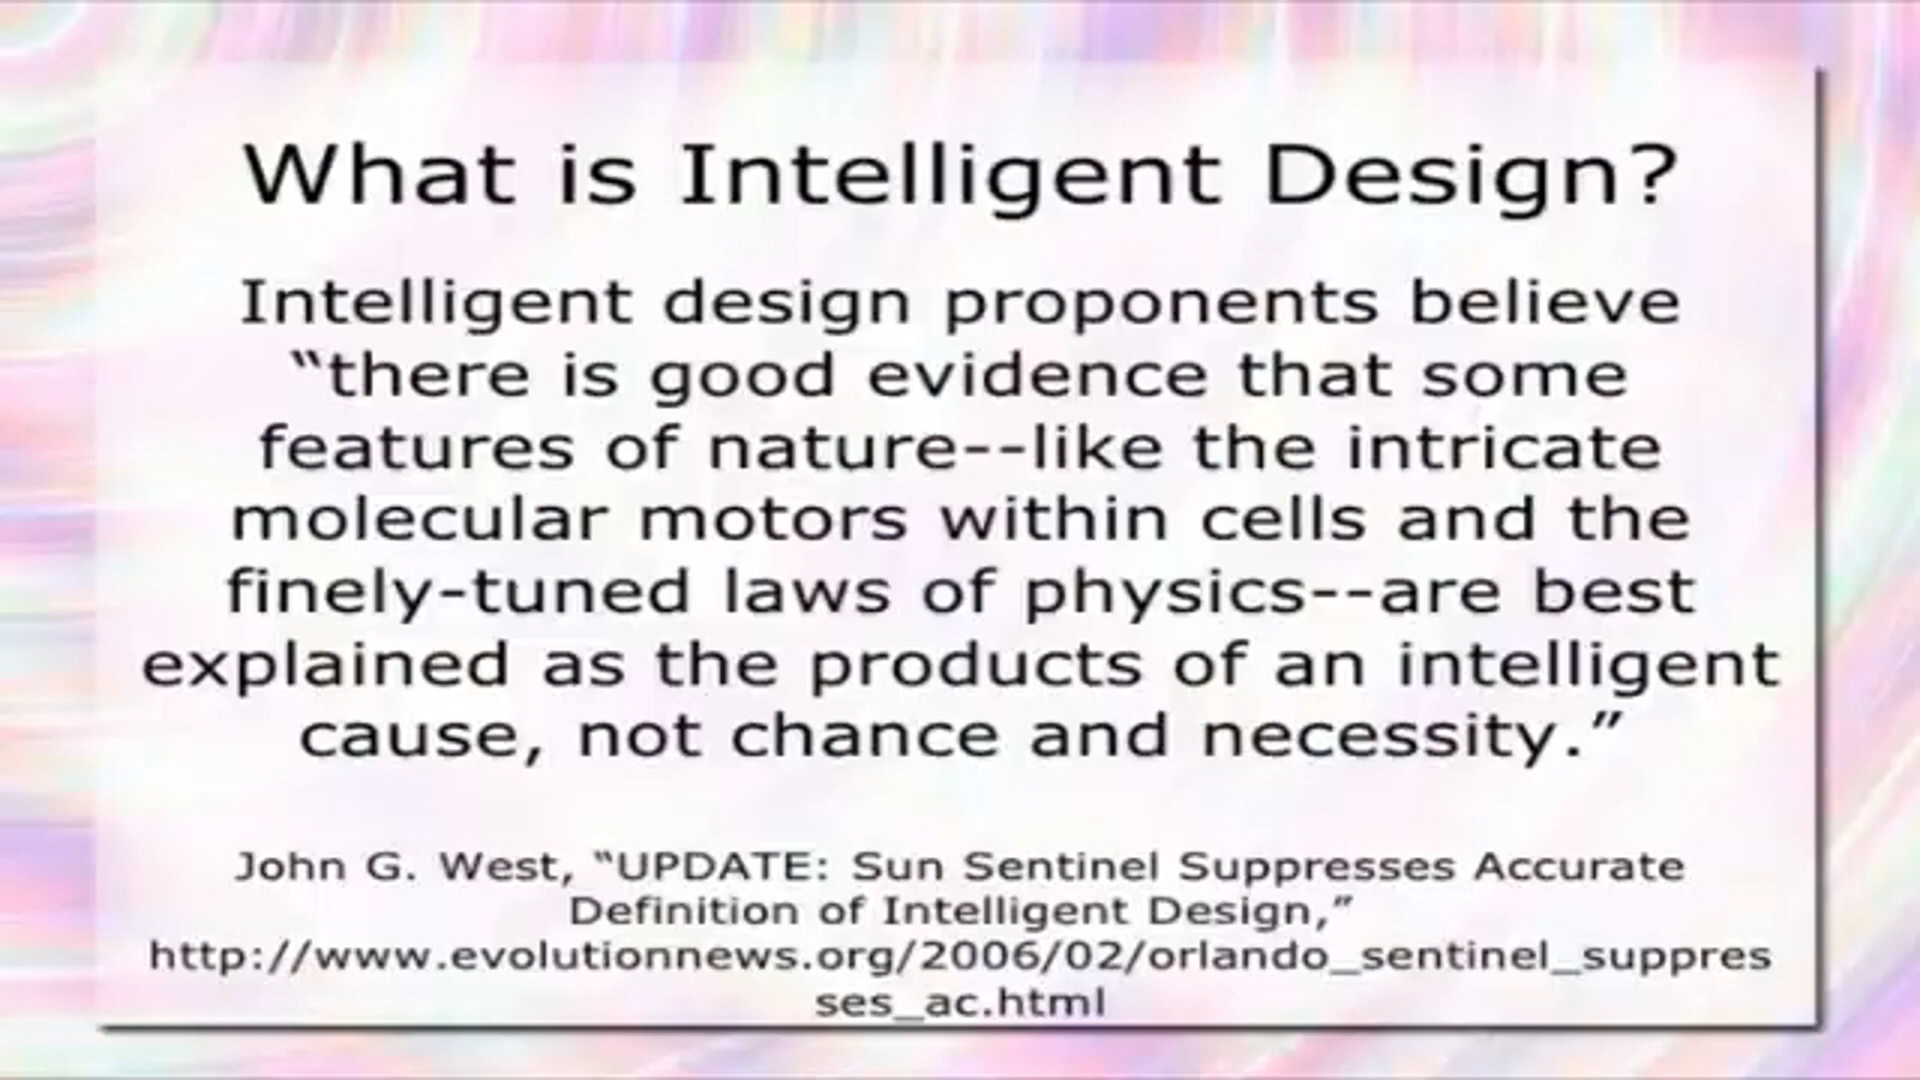 What is Intelligent Design?
Intelligent design proponents believe
“there is good evidence that some
features of nature--like the intricate
molecular motors within cells and the
finely-tuned laws of physics--are best
explained as the products of an intelligent
cause, not chance and necessity.”
John G. West, “UPDATE: Sun Sentinel Suppresses Accurate
Definition of Intelligent Design,”
http://www.evolutionnews.org/2006/02/orlando_sentinel_suppres
ses_ac.html